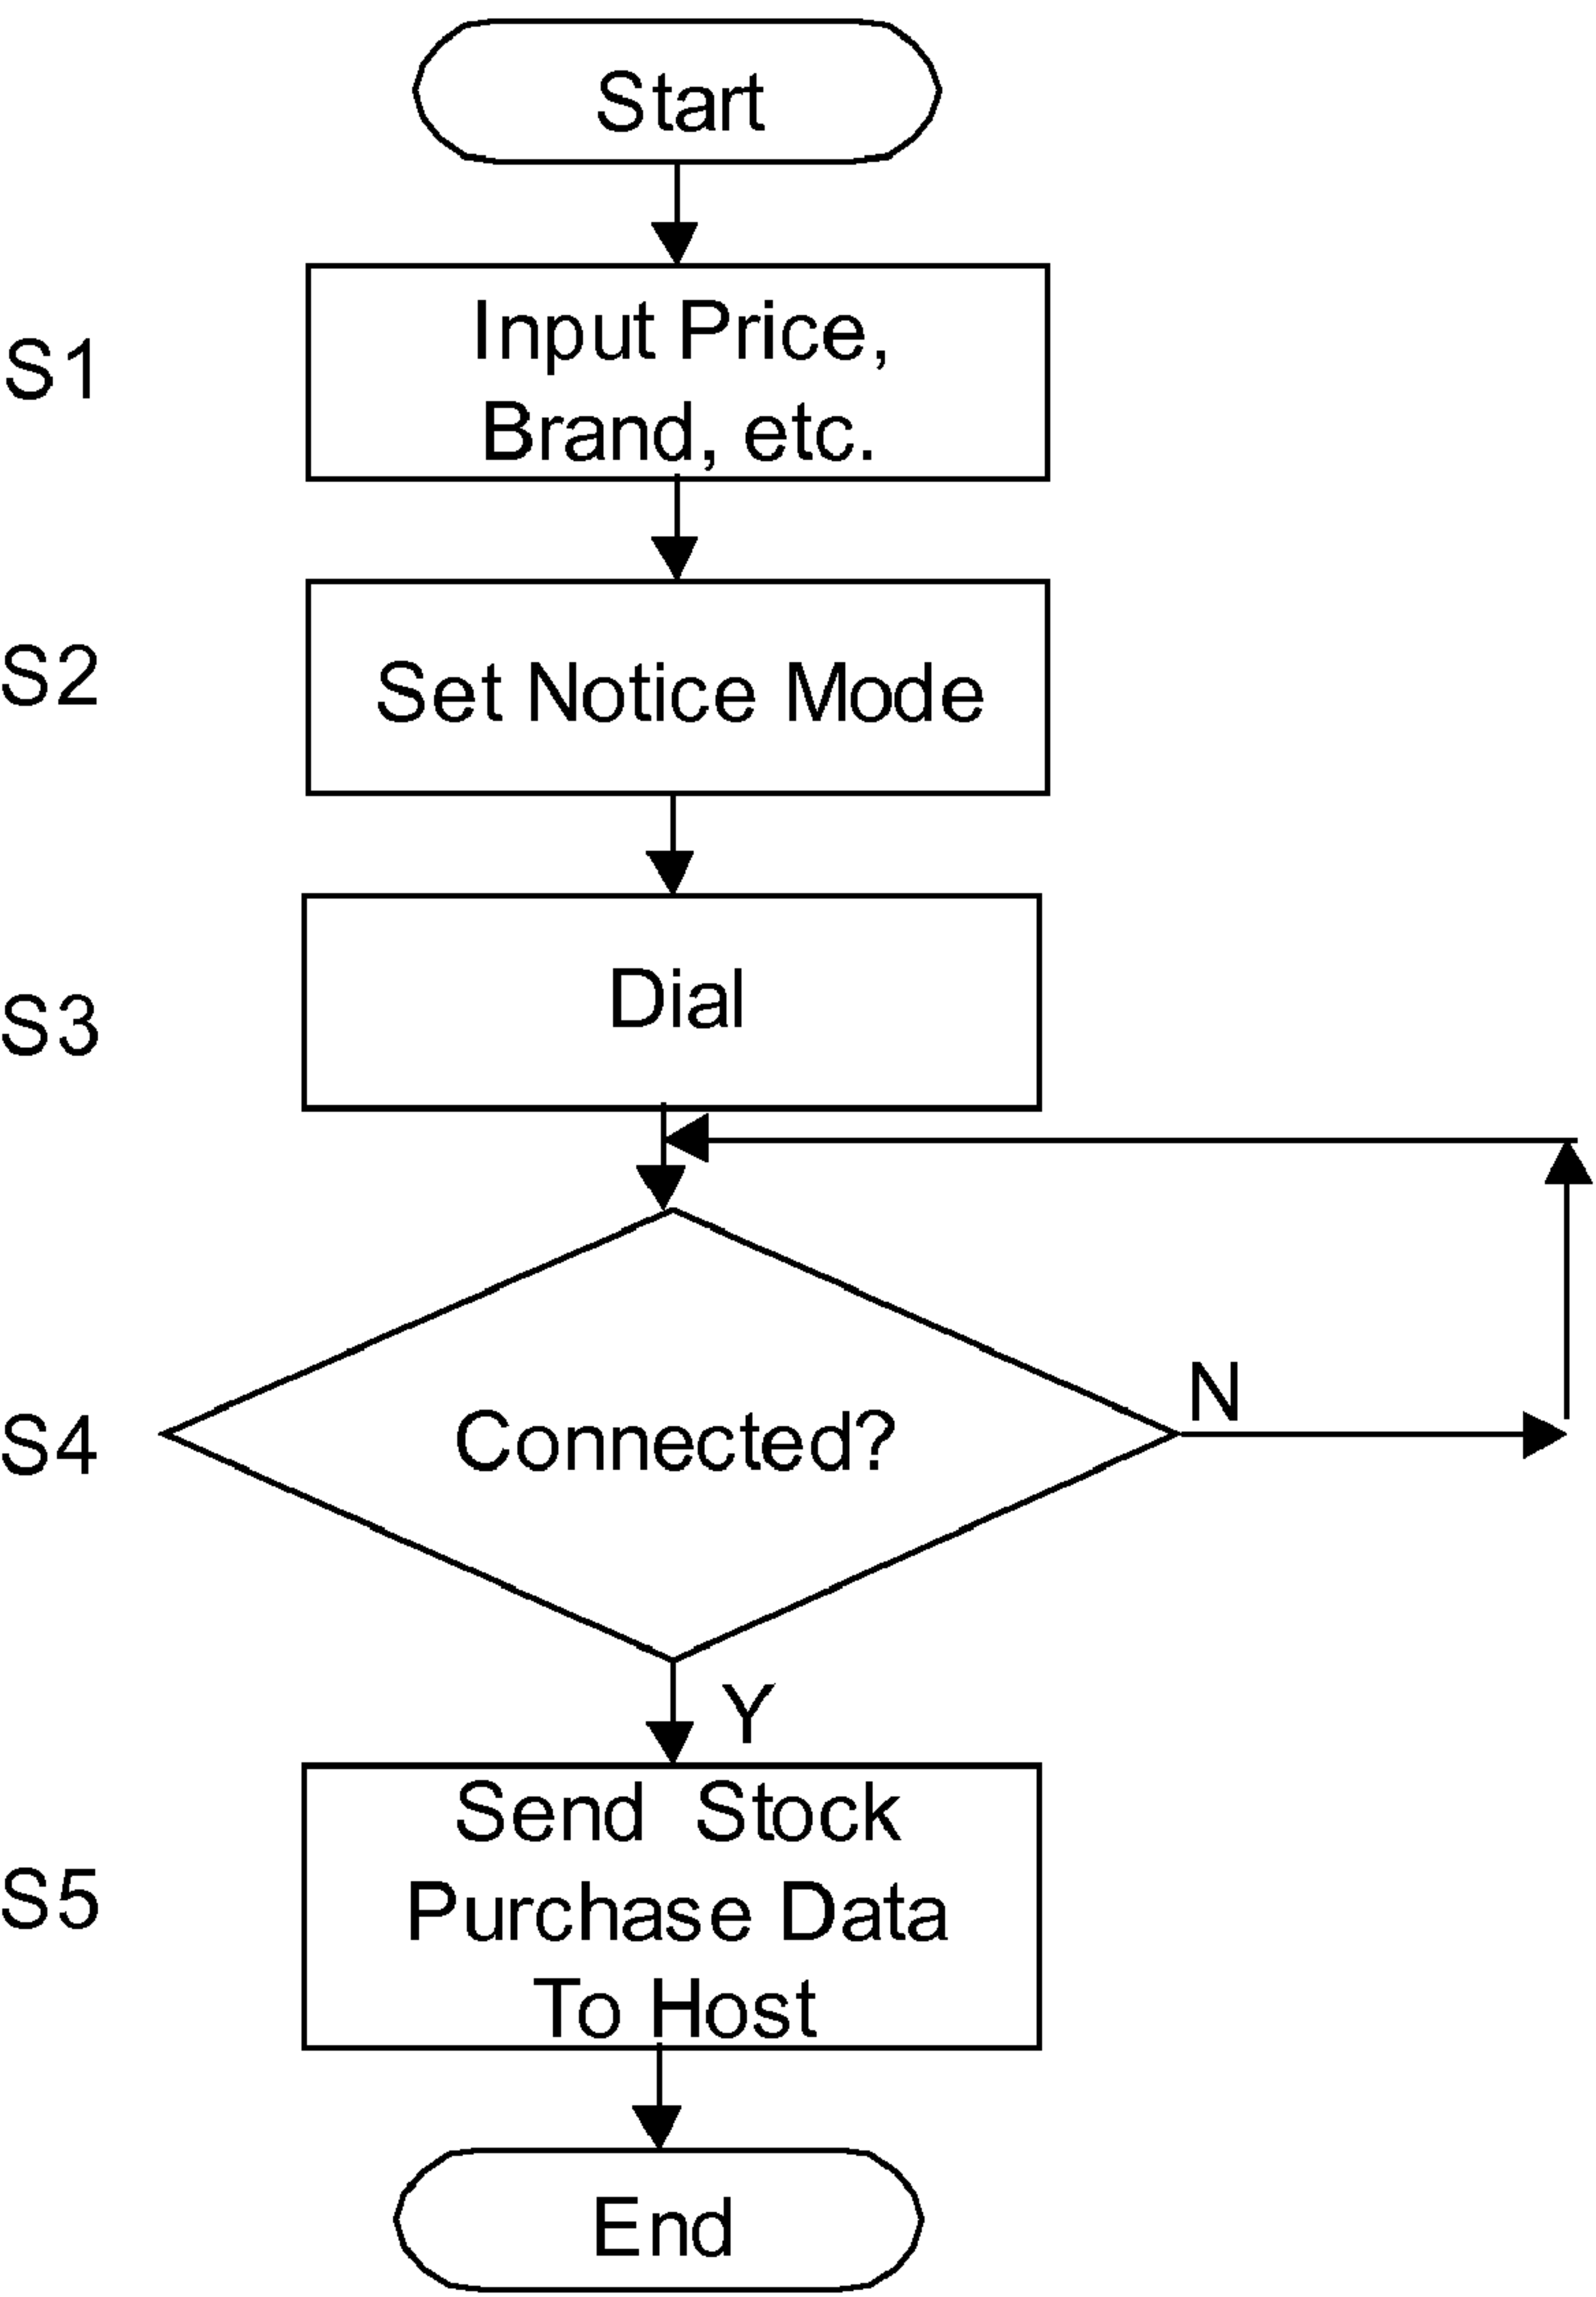 Start
S1
Input Price,
Brand, etc.
S2
Set Notice Mode
S3
Dial
S4
Connected?
N
Y
S5
Send Stock
Purchase Data
To Host
End